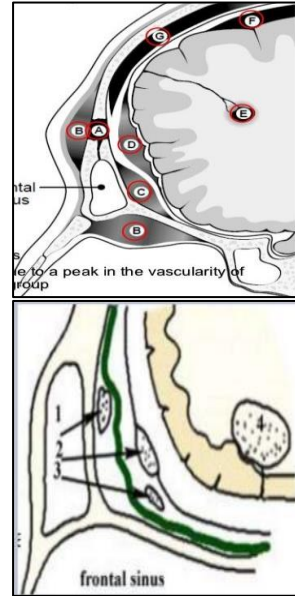 F
G
B A
E
D
ntal
us
C
B
s
e to a peak in the vascularity of
roup
1
4
2
3
frontal sinus